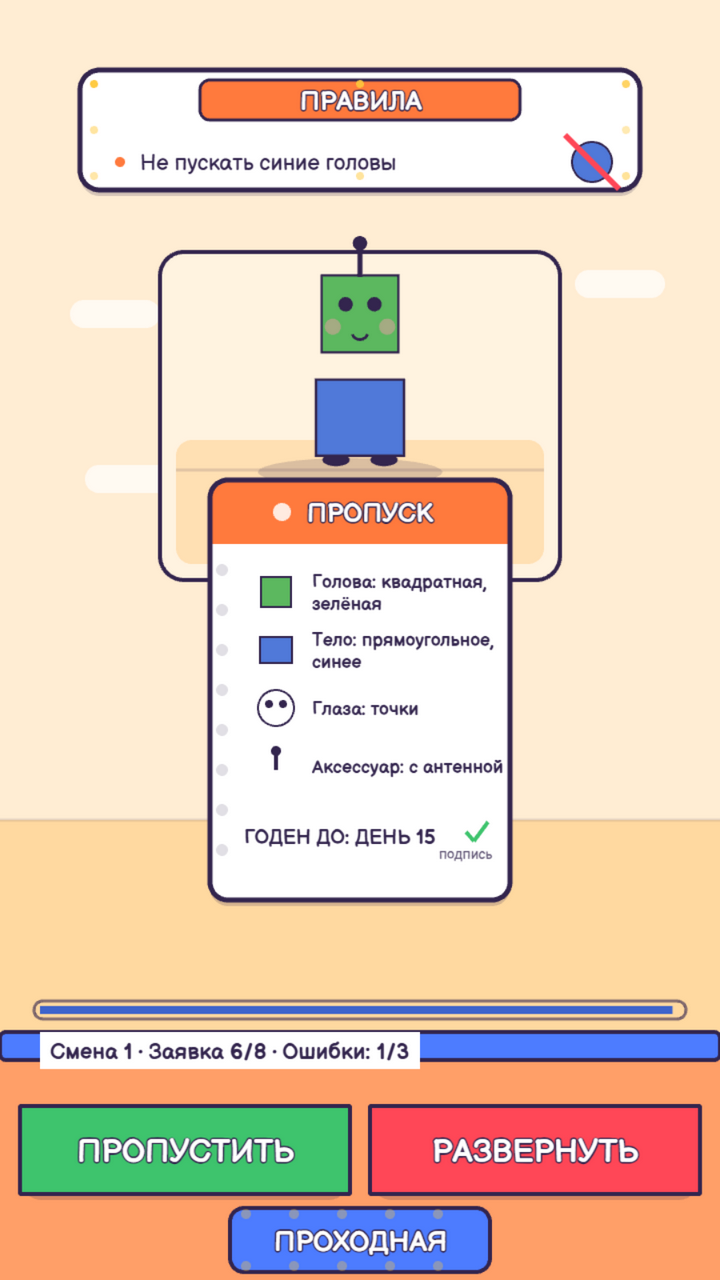 ПРАВИЛА
Не пускать синие головы
ПРОПУСК
Голова: квадратная,
зелёная
Тело: прямоугольное,
синее
Глаза: точки
Аксессуар: с антенной
ГОДЕН ДО: ДЕНЬ 15
подпись
Смена 1 · Заявка 6/8 · Ошибки: 1/3
ПРОПУСТИТЬ
РАЗВЕРНУТЬ
ПРОХОДНАЯ